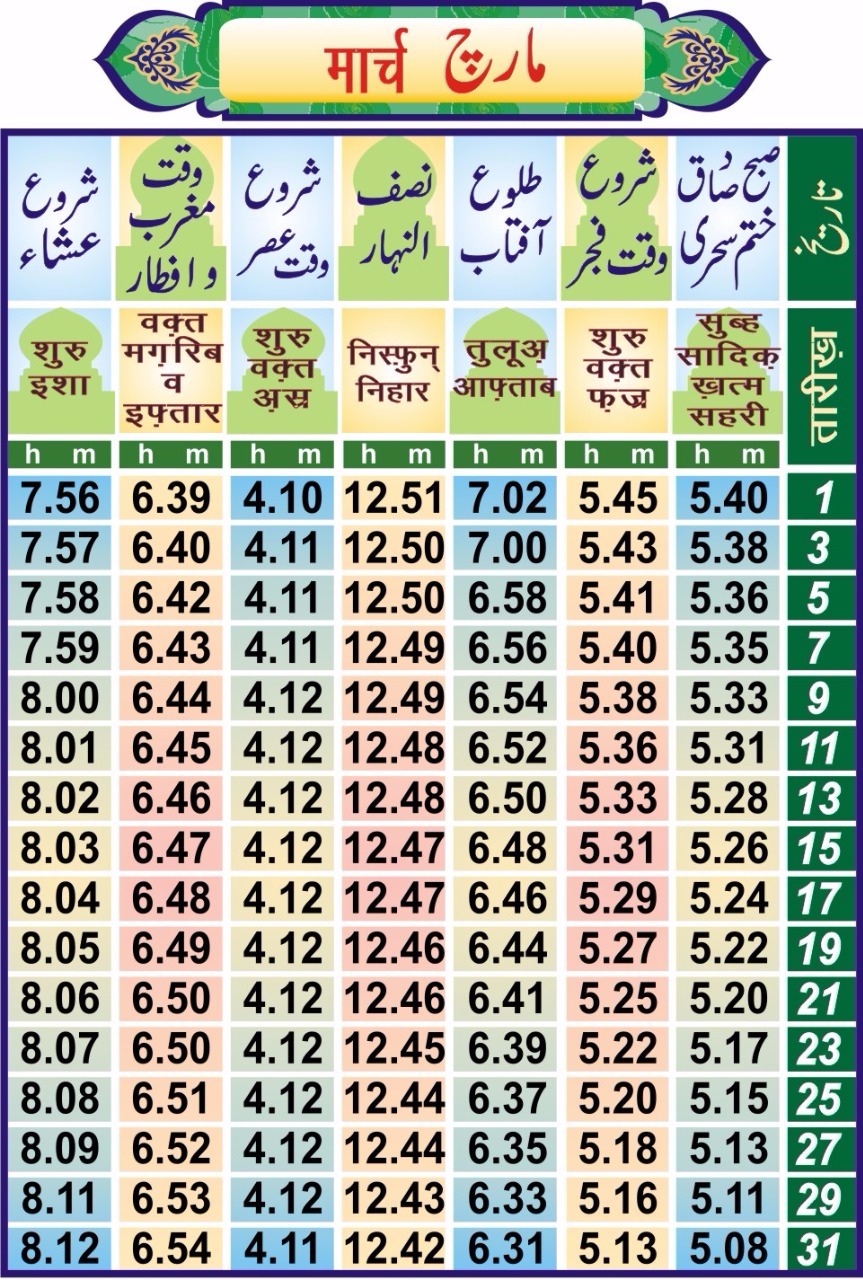 मार्च مارچ
شروع
عشاء
وقت
مغرب
و افطار
شروع
وقت عصر
نصف
النہار
طلوع
آفتاب
شروع
وقت فجر
صبح صادق
ختم سحری
تاریخ
शुरु
इशा
वक़्त
मग़रिब
व
इफ़्तार
शुरु
वक़्त
अ़स्र
निस्फ़ुन्
निहार
तुलूअ़
आफ़्ताब
शुरु
वक़्त
फ़ज्र
सुब्ह
सादिक़
ख़त्म
सहरी
तारीख़
h m h m h m h m h m h m h m
7.56 6.39 4.10 12.51 7.02 5.45 5.40 1
7.57 6.40 4.11 12.50 7.00 5.43 5.38 3
7.58 6.42 4.11 12.50 6.58 5.41 5.36 5
7.59 6.43 4.11 12.49 6.56 5.40 5.35 7
8.00 6.44 4.12 12.49 6.54 5.38 5.33 9
8.01 6.45 4.12 12.48 6.52 5.36 5.31 11
8.02 6.46 4.12 12.48 6.50 5.33 5.28 13
8.03 6.47 4.12 12.47 6.48 5.31 5.26 15
8.04 6.48 4.12 12.47 6.46 5.29 5.24 17
8.05 6.49 4.12 12.46 6.44 5.27 5.22 19
8.06 6.50 4.12 12.46 6.41 5.25 5.20 21
8.07 6.50 4.12 12.45 6.39 5.22 5.17 23
8.08 6.51 4.12 12.44 6.37 5.20 5.15 25
8.09 6.52 4.12 12.44 6.35 5.18 5.13 27
8.11 6.53 4.12 12.43 6.33 5.16 5.11 29
8.12 6.54 4.11 12.42 6.31 5.13 5.08 31